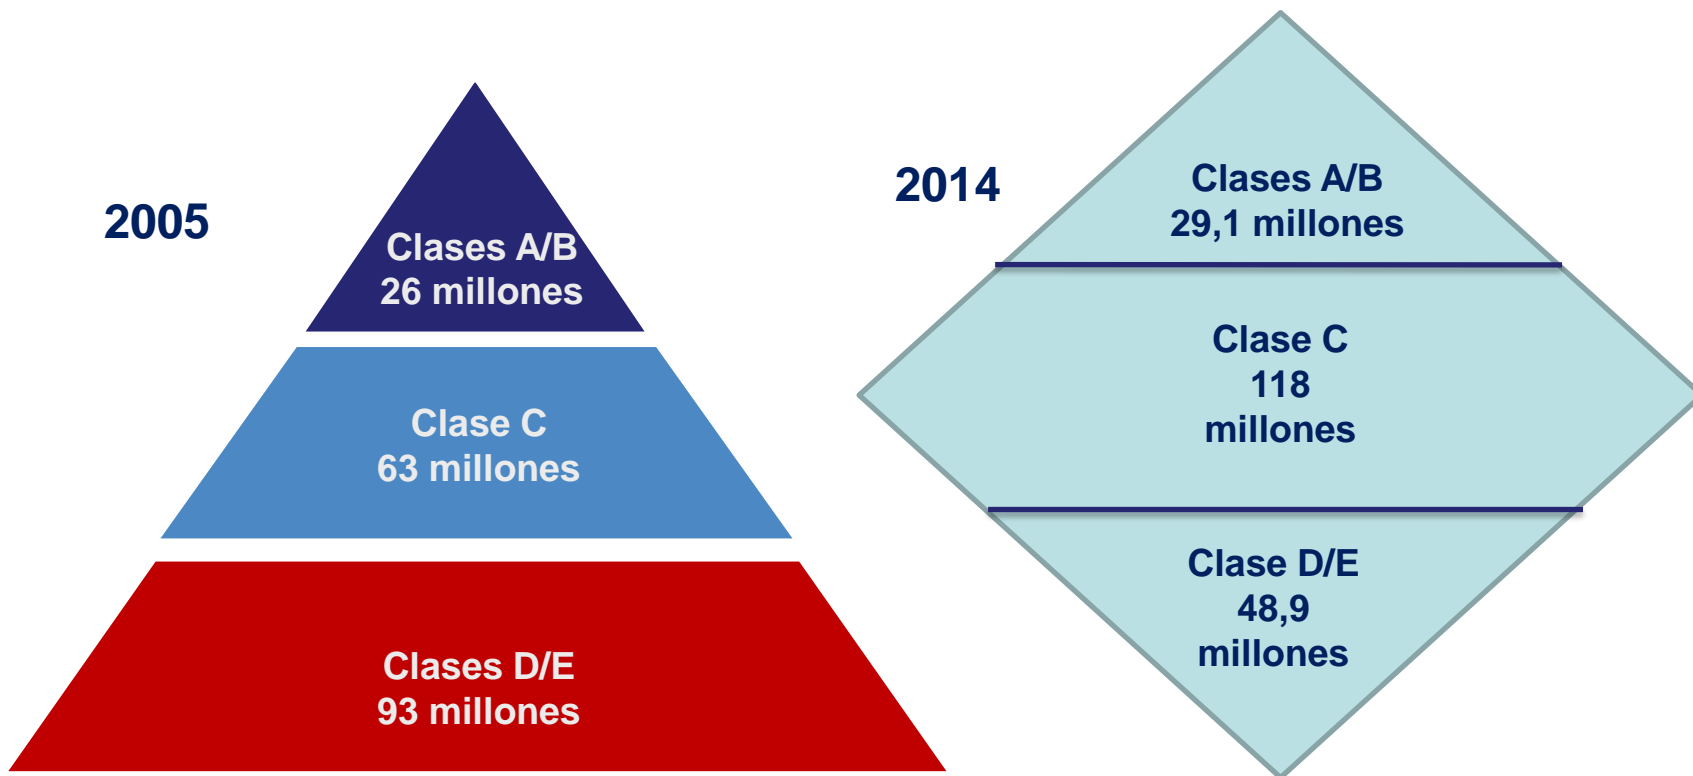 2005
Clases A/B
26 millones
Clase C
63 millones
Clases D/E
93 millones
2014
Clases A/B
29,1 millones
Clase C
118
millones
Clase D/E
48,9
millones